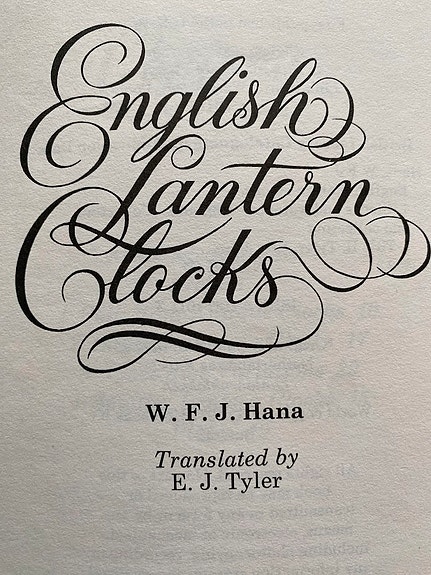 English
Lantern
Clocks
W. F. J. Hana
Translated by
E. J. Tyler